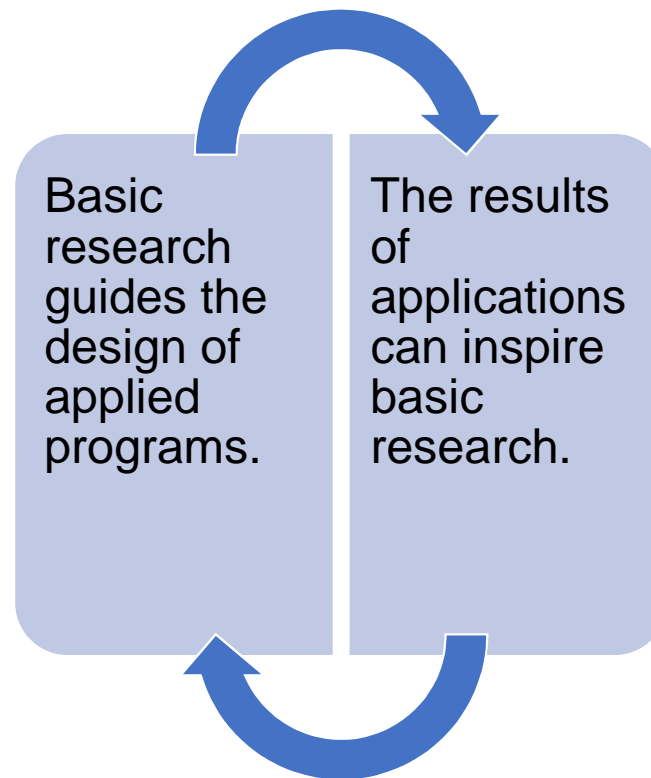 Basic
research
guides the
design of
applied
programs.
The results
of
applications
can inspire
basic
research.